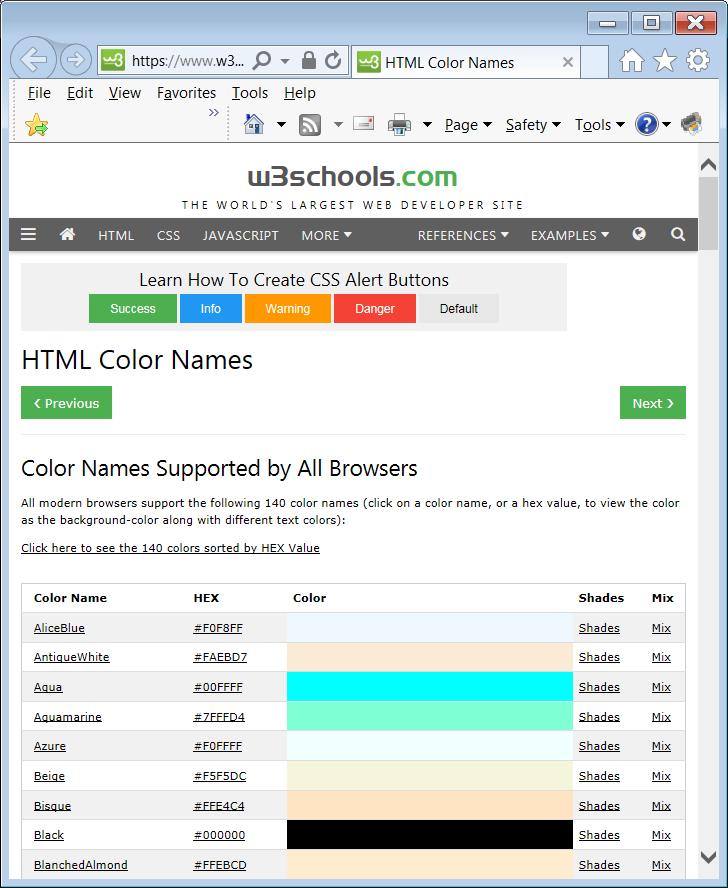 https://www.w3...
HTML Color Names
File Edit View Favorites Tools Help
Page Safety Tools
w3schools.com
THE WORLD'S LARGEST WEB DEVELOPER SITE
HTML CSS JAVASCRIPT MORE REFERENCES EXAMPLES
Learn How To Create CSS Alert Buttons
Success Info Warning Danger Default
HTML Color Names
❮ Previous Next ❯
Color Names Supported by All Browsers
All modern browsers support the following 140 color names (click on a color name, or a hex value, to view the color
as the background-color along with different text colors):
Click here to see the 140 colors sorted by HEX Value
Color Name HEX Color Shades Mix
AliceBlue #F0F8FF Shades Mix
AntiqueWhite #FAEBD7 Shades Mix
Aqua #00FFFF Shades Mix
Aquamarine #7FFFD4 Shades Mix
Azure #F0FFFF Shades Mix
Beige #F5F5DC Shades Mix
Bisque #FFE4C4 Shades Mix
Black #000000 Shades Mix
BlanchedAlmond #FFEBCD Shades Mix